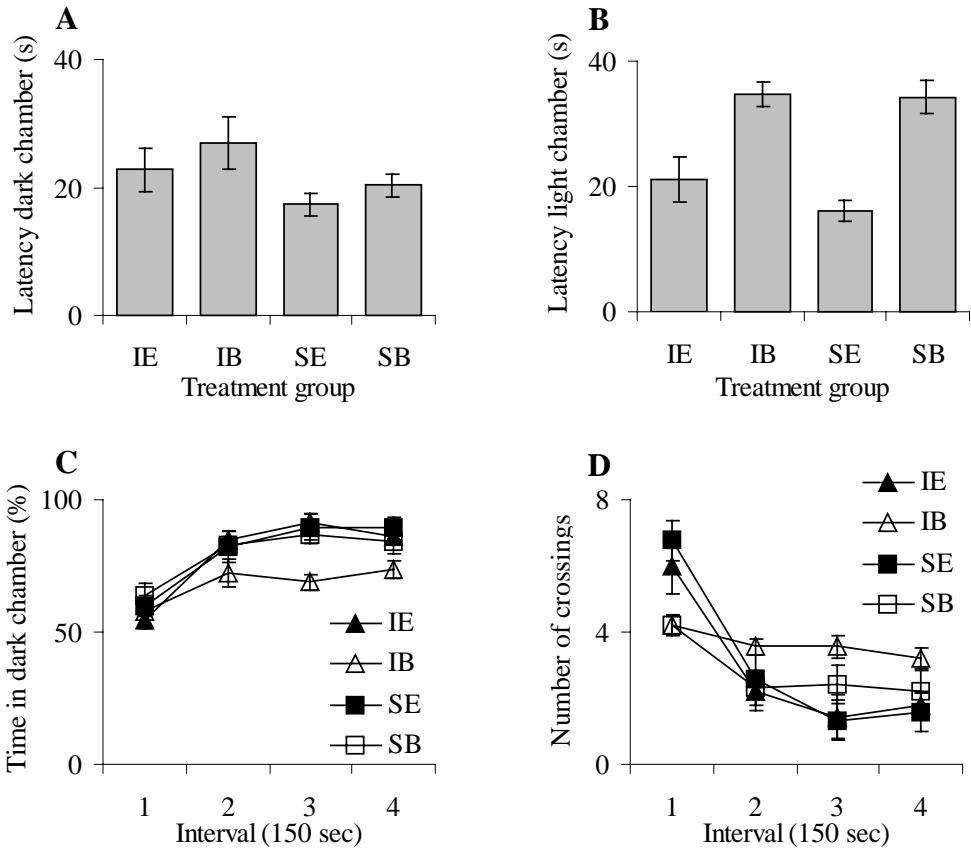 A
Latency dark chamber (s)
40
20
0
IE IB SE SB
Treatment group
B
Latency light chamber (s)
40
20
0
IE IB SE SB
Treatment group
C
Time in dark chamber (%)
100
50
0
IE
IB
SE
SB
1 2 3 4
Interval (150 sec)
D
Number of crossings
8
4
0
IE
IB
SE
SB
1 2 3 4
Interval (150 sec)